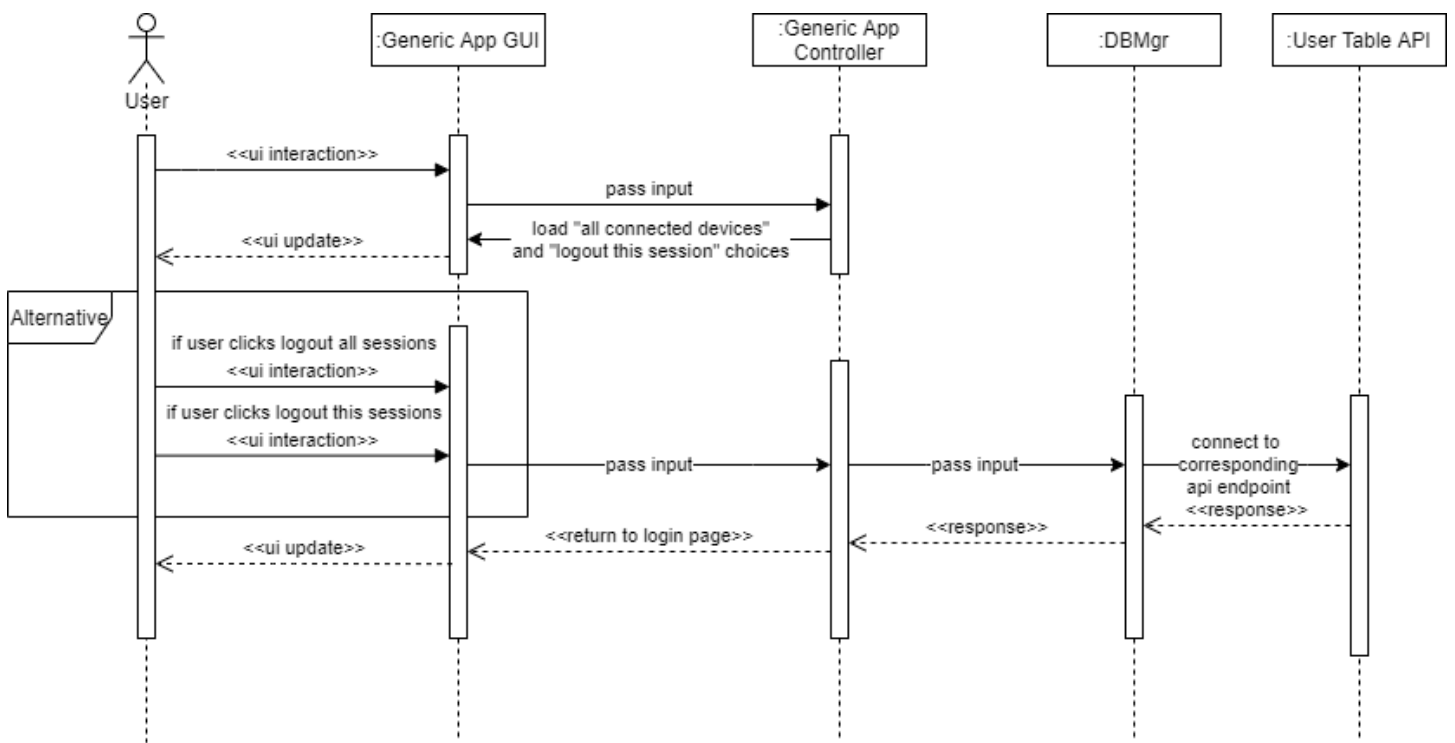 :Generic App GUI
:Generic App
Controller
:DBMgr
:User Table API
User
<<ui interaction>>
pass input
load "all connected devices"
and "logout this session" choices
<<ui update>>
Alternative
if user clicks logout all sessions
<<ui interaction>>
if user clicks logout this sessions
<<ui interaction>>
pass input
pass input
connect to
corresponding
api endpoint
<<response>>
<<response>>
<<return to login page>>
<<ui update>>